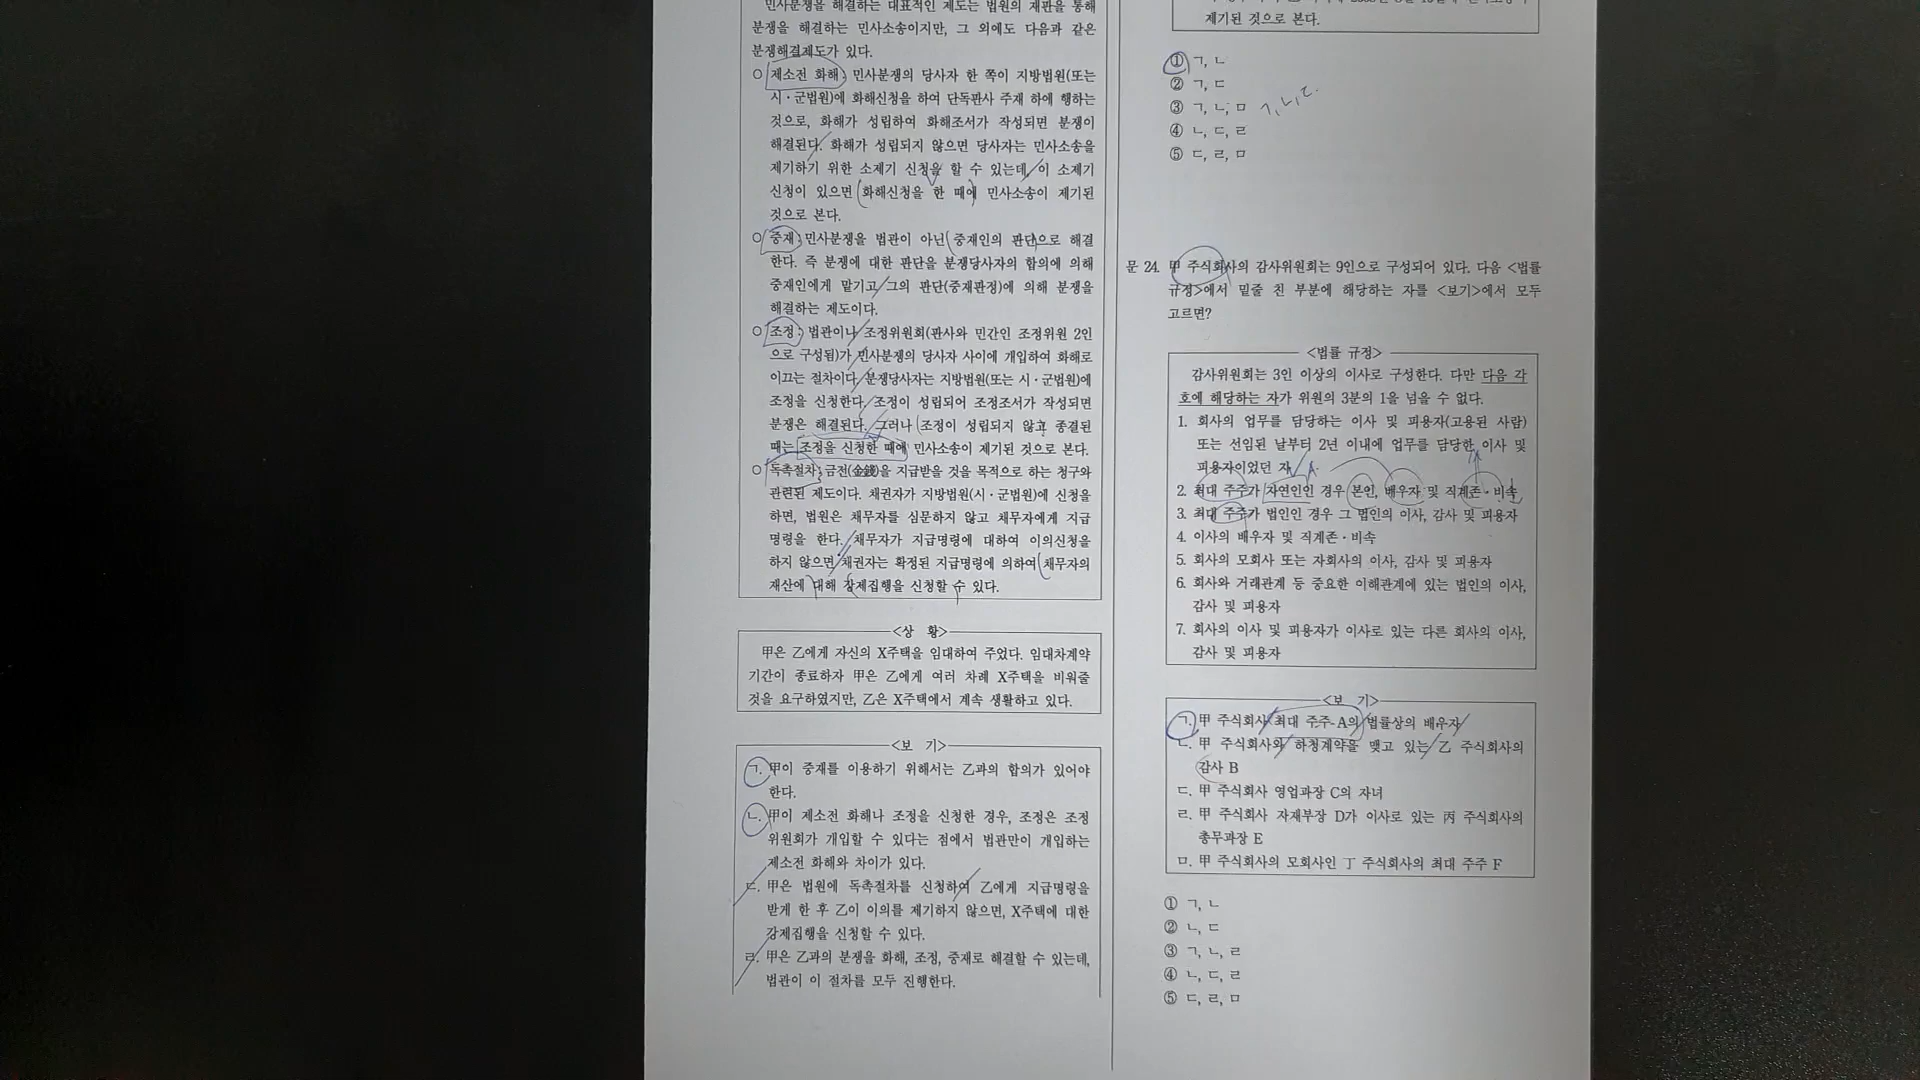 민사분쟁을 해결하는 대표적인 제도는 법원의 재판을 통해
분쟁을 해결하는 민사소송이지만, 그 외에도 다음과 같은
분쟁해결제도가 있다.
○ 제소전 화해: 민사분쟁의 당사자 한 쪽이 지방법원(또는
시·군법원)에 화해신청을 하여 단독판사 주재 하에 행하는
것으로, 화해가 성립하여 화해조서가 작성되면 분쟁이
해결된다. 화해가 성립되지 않으면 당사자는 민사소송을
제기하기 위한 소제기 신청을 할 수 있는데, 이 소제기
신청이 있으면 화해신청을 한 때에 민사소송이 제기된
것으로 본다.
○ 중재: 민사분쟁을 법관이 아닌 중재인의 판단으로 해결
한다. 즉 분쟁에 대한 판단을 분쟁당사자의 합의에 의해
중재인에게 맡기고, 그의 판단(중재판정)에 의해 분쟁을
해결하는 제도이다.
○ 조정: 법관이나 조정위원회(판사와 민간인 조정위원 2인
으로 구성됨)가 민사분쟁의 당사자 사이에 개입하여 화해로
이끄는 절차이다. 분쟁당사자는 지방법원(또는 시·군법원)에
조정을 신청한다. 조정이 성립되어 조정조서가 작성되면
분쟁은 해결된다. 그러나 조정이 성립되지 않고 종결된
때는 조정을 신청한 때에 민사소송이 제기된 것으로 본다.
○ 독촉절차: 금전(金錢)을 지급받을 것을 목적으로 하는 청구와
관련된 제도이다. 채권자가 지방법원(시·군법원)에 신청을
하면, 법원은 채무자를 심문하지 않고 채무자에게 지급
명령을 한다. 채무자가 지급명령에 대하여 이의신청을
하지 않으면, 채권자는 확정된 지급명령에 의하여 채무자의
재산에 대해 강제집행을 신청할 수 있다.
<상 황>
甲은 乙에게 자신의 X주택을 임대하여 주었다. 임대차계약
기간이 종료하자 甲은 乙에게 여러 차례 X주택을 비워줄
것을 요구하였지만, 乙은 X주택에서 계속 생활하고 있다.
<보 기>
ㄱ. 甲이 중재를 이용하기 위해서는 乙과의 합의가 있어야
한다.
ㄴ. 甲이 제소전 화해나 조정을 신청한 경우, 조정은 조정
위원회가 개입할 수 있다는 점에서 법관만이 개입하는
제소전 화해와 차이가 있다.
ㄷ. 甲은 법원에 독촉절차를 신청하여 乙에게 지급명령을
받게 한 후 乙이 이의를 제기하지 않으면, X주택에 대한
강제집행을 신청할 수 있다.
ㄹ. 甲은 乙과의 분쟁을 화해, 조정, 중재로 해결할 수 있는데,
법관이 이 절차를 모두 진행한다.
제기된 것으로 본다.
① ㄱ, ㄴ
② ㄱ, ㄷ
③ ㄱ, ㄴ, ㅁ ㄱ, ㄴ, ㄷ
④ ㄴ, ㄷ, ㄹ
⑤ ㄷ, ㄹ, ㅁ
문 24. 甲 주식회사의 감사위원회는 9인으로 구성되어 있다. 다음 <법률
규정>에서 밑줄 친 부분에 해당하는 자를 <보기>에서 모두
고르면?
<법률 규정>
감사위원회는 3인 이상의 이사로 구성한다. 다만 다음 각
호에 해당하는 자가 위원의 3분의 1을 넘을 수 없다.
1. 회사의 업무를 담당하는 이사 및 피용자(고용된 사람)
또는 선임된 날부터 2년 이내에 업무를 담당한 이사 및
피용자이었던 자
2. 최대 주주가 자연인인 경우 본인, 배우자 및 직계존·비속
3. 최대 주주가 법인인 경우 그 법인의 이사, 감사 및 피용자
4. 이사의 배우자 및 직계존·비속
5. 회사의 모회사 또는 자회사의 이사, 감사 및 피용자
6. 회사와 거래관계 등 중요한 이해관계에 있는 법인의 이사,
감사 및 피용자
7. 회사의 이사 및 피용자가 이사로 있는 다른 회사의 이사,
감사 및 피용자
<보 기>
ㄱ. 甲 주식회사 최대 주주 A의 법률상의 배우자
ㄴ. 甲 주식회사와 하청계약을 맺고 있는 乙 주식회사의
감사 B
ㄷ. 甲 주식회사 영업과장 C의 자녀
ㄹ. 甲 주식회사 자재부장 D가 이사로 있는 丙 주식회사의
총무과장 E
ㅁ. 甲 주식회사의 모회사인 丁 주식회사의 최대 주주 F
① ㄱ, ㄴ
② ㄴ, ㄷ
③ ㄱ, ㄴ, ㄹ
④ ㄴ, ㄷ, ㄹ
⑤ ㄷ, ㄹ, ㅁ